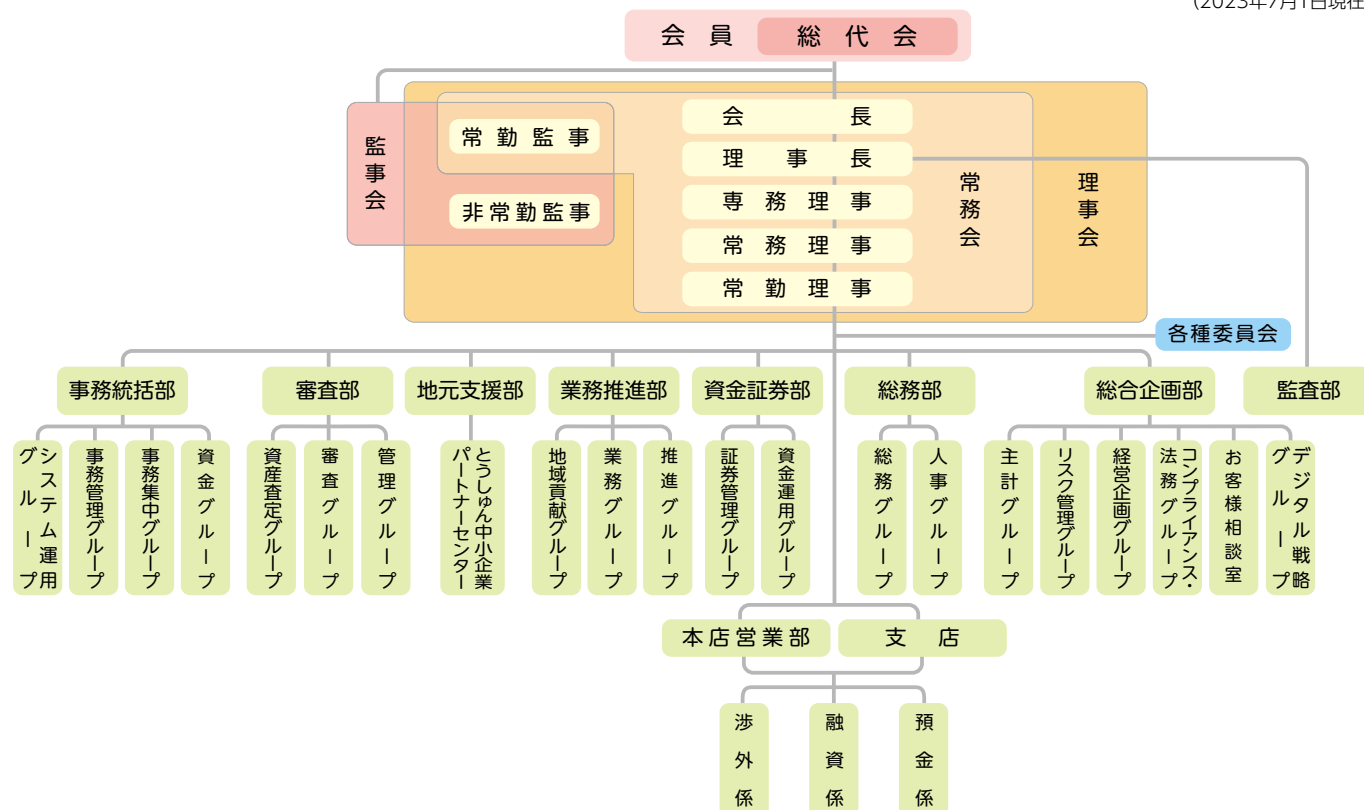 (2023年7月1日現在
会員 総代会
監事会
常勤監事
非常勤監事
会長
理事長
専務理事
常務理事
常勤理事
常務会
理事会
各種委員会
事務統括部
審査部
地元支援部
業務推進部
資金証券部
総務部
総合企画部
監査部
システム運用
グループ
事務管理グループ
事務集中グループ
資金グループ
資産査定グループ
審査グループ
管理グループ
とうしゅん中小企業
パートナーセンター
地域貢献グループ
業務グループ
推進グループ
証券管理グループ
資金運用グループ
総務グループ
人事グループ
主計グループ
リスク管理グループ
経営企画グループ
コンプライアンス・
法務グループ
お客様相談室
デジタル戦略
グループ
本店営業部
支店
渉外係
融資係
預金係